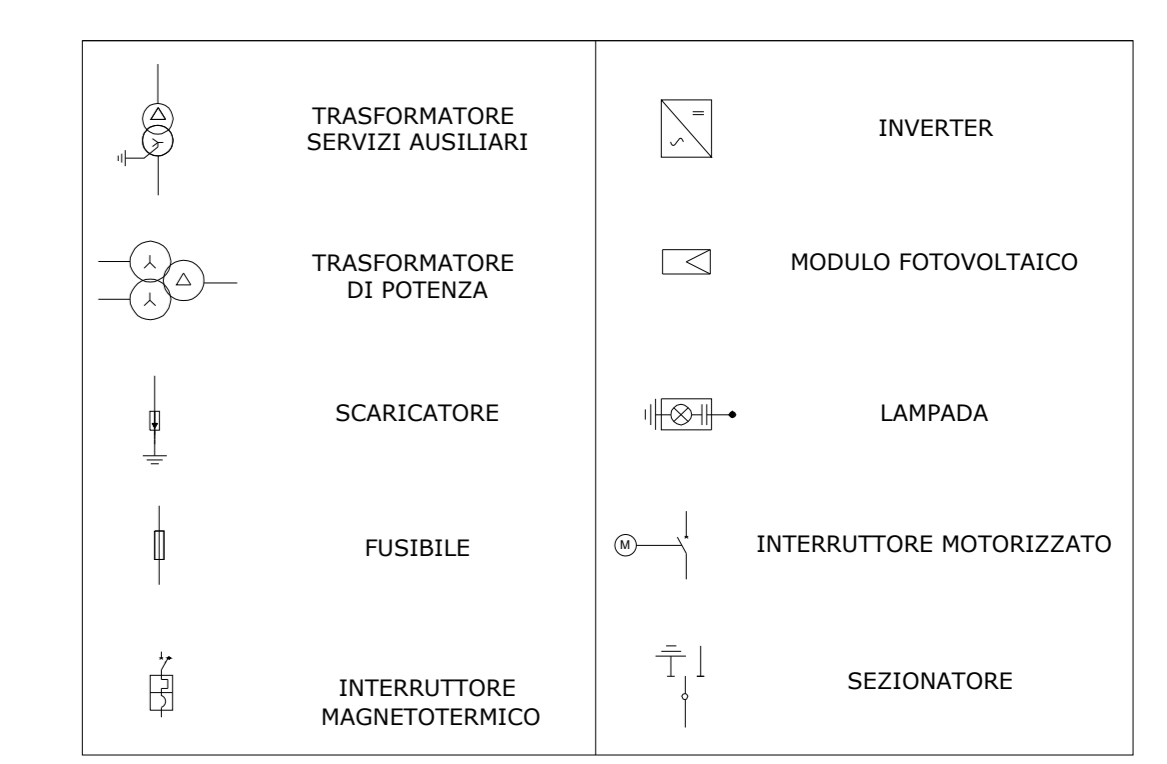 TRASFORMATORE
SERVIZI AUSILIARI
TRASFORMATORE
DI POTENZA
SCARICATORE
FUSIBILE
INTERRUTTORE
MAGNETOTERMICO
INVERTER
MODULO FOTOVOLTAICO
LAMPADA
M
INTERRUTTORE MOTORIZZATO
SEZIONATORE